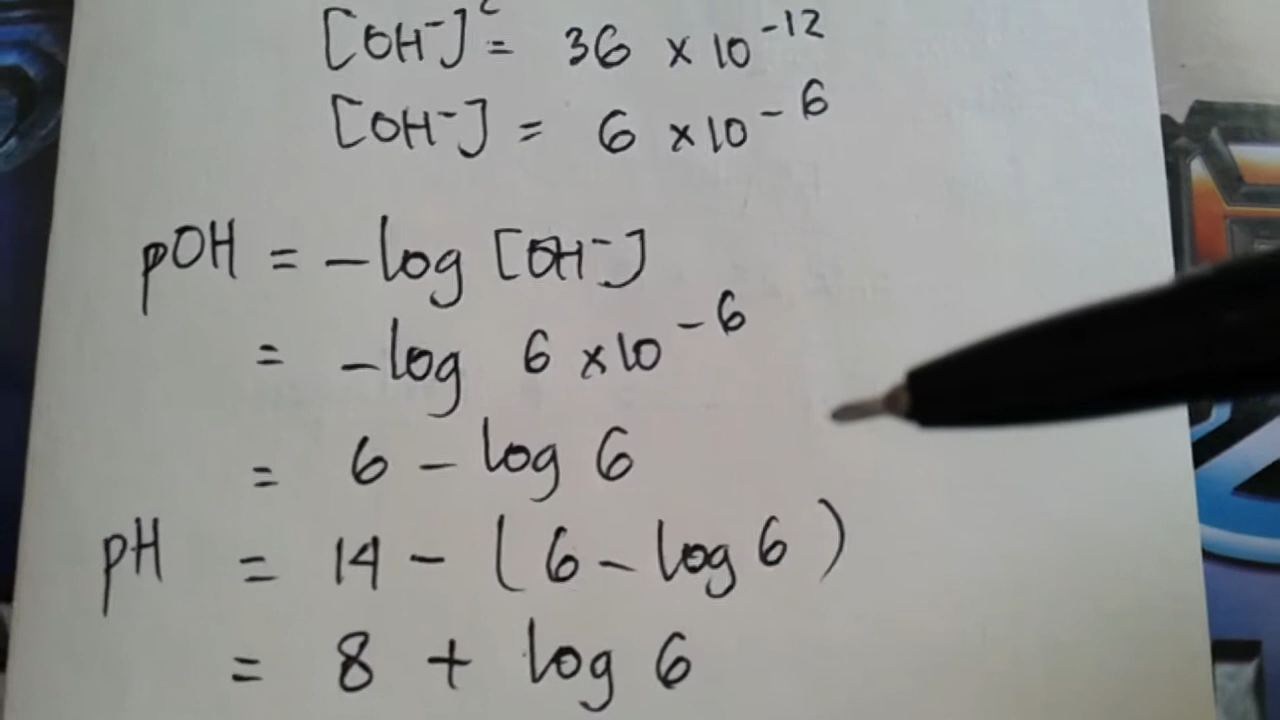 [OH⁻]² = 36 × 10⁻¹²
[OH⁻] = 6 × 10⁻⁶
pOH = -log [OH⁻]
= -log 6 × 10⁻⁶
= 6 - log 6
pH = 14 - (6 - log 6)
= 8 + log 6